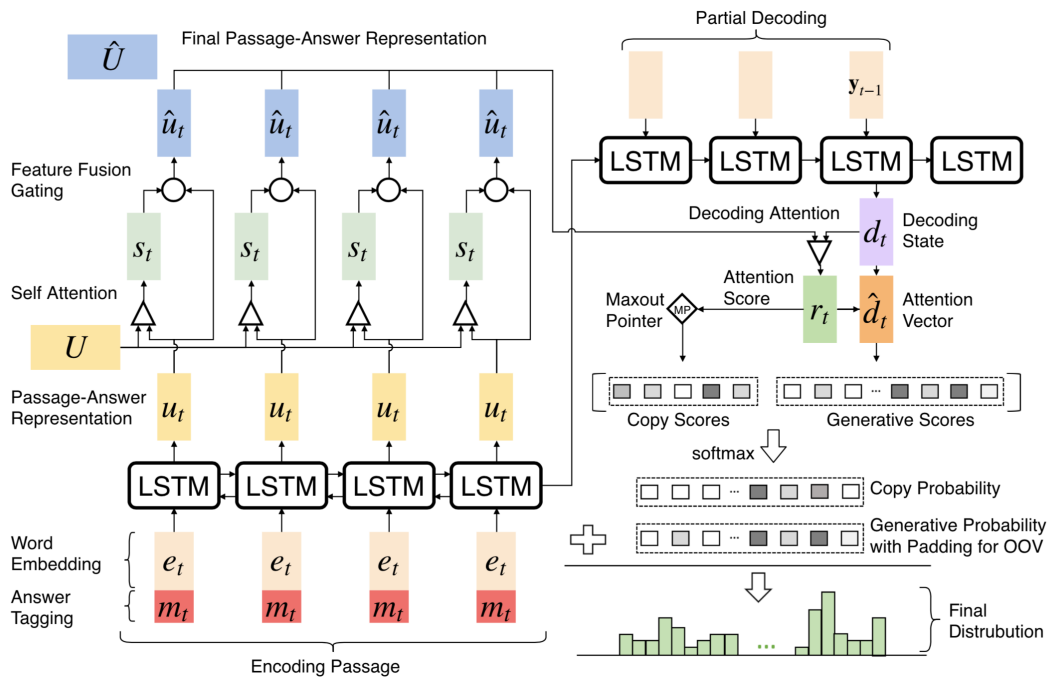 Û
Final Passage-Answer Representation
û_t û_t û_t û_t
Feature Fusion
Gating
s_t s_t s_t s_t
Self Attention
U
Passage-Answer
Representation
u_t u_t u_t u_t
LSTM LSTM LSTM LSTM
Word
Embedding
e_t e_t e_t e_t
Answer
Tagging
m_t m_t m_t m_t
Encoding Passage
Partial Decoding
y_{t−1}
LSTM LSTM LSTM LSTM
Decoding Attention
d_t
Decoding
State
Attention
Score
Maxout
Pointer
MP
r_t
d̂_t
Attention
Vector
...
Copy Scores
Generative Scores
softmax
...
Copy Probability
...
Generative Probability
with Padding for OOV
...
Final
Distrubution